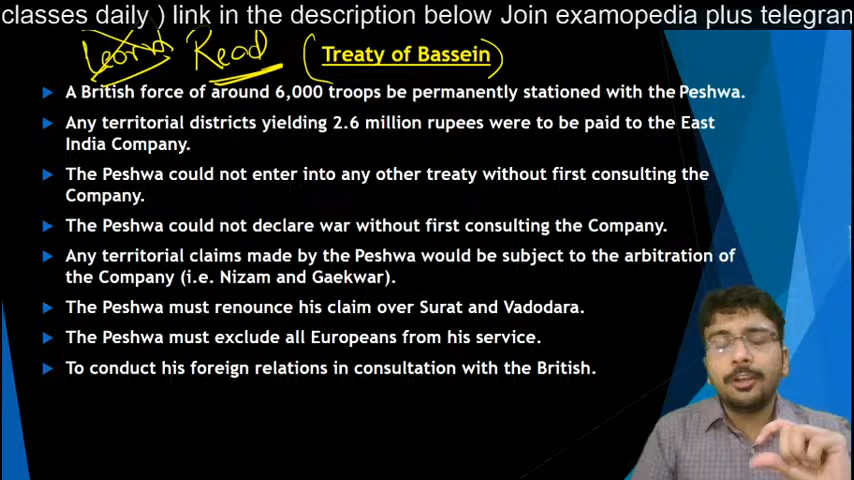 classes daily ) link in the description below Join examopedia plus telegran
Learn Read (Treaty of Bassein)
A British force of around 6,000 troops be permanently stationed with the Peshwa.
Any territorial districts yielding 2.6 million rupees were to be paid to the East
India Company.
The Peshwa could not enter into any other treaty without first consulting the
Company.
The Peshwa could not declare war without first consulting the Company.
Any territorial claims made by the Peshwa would be subject to the arbitration of
the Company (i.e. Nizam and Gaekwar).
The Peshwa must renounce his claim over Surat and Vadodara.
The Peshwa must exclude all Europeans from his service.
To conduct his foreign relations in consultation with the British.